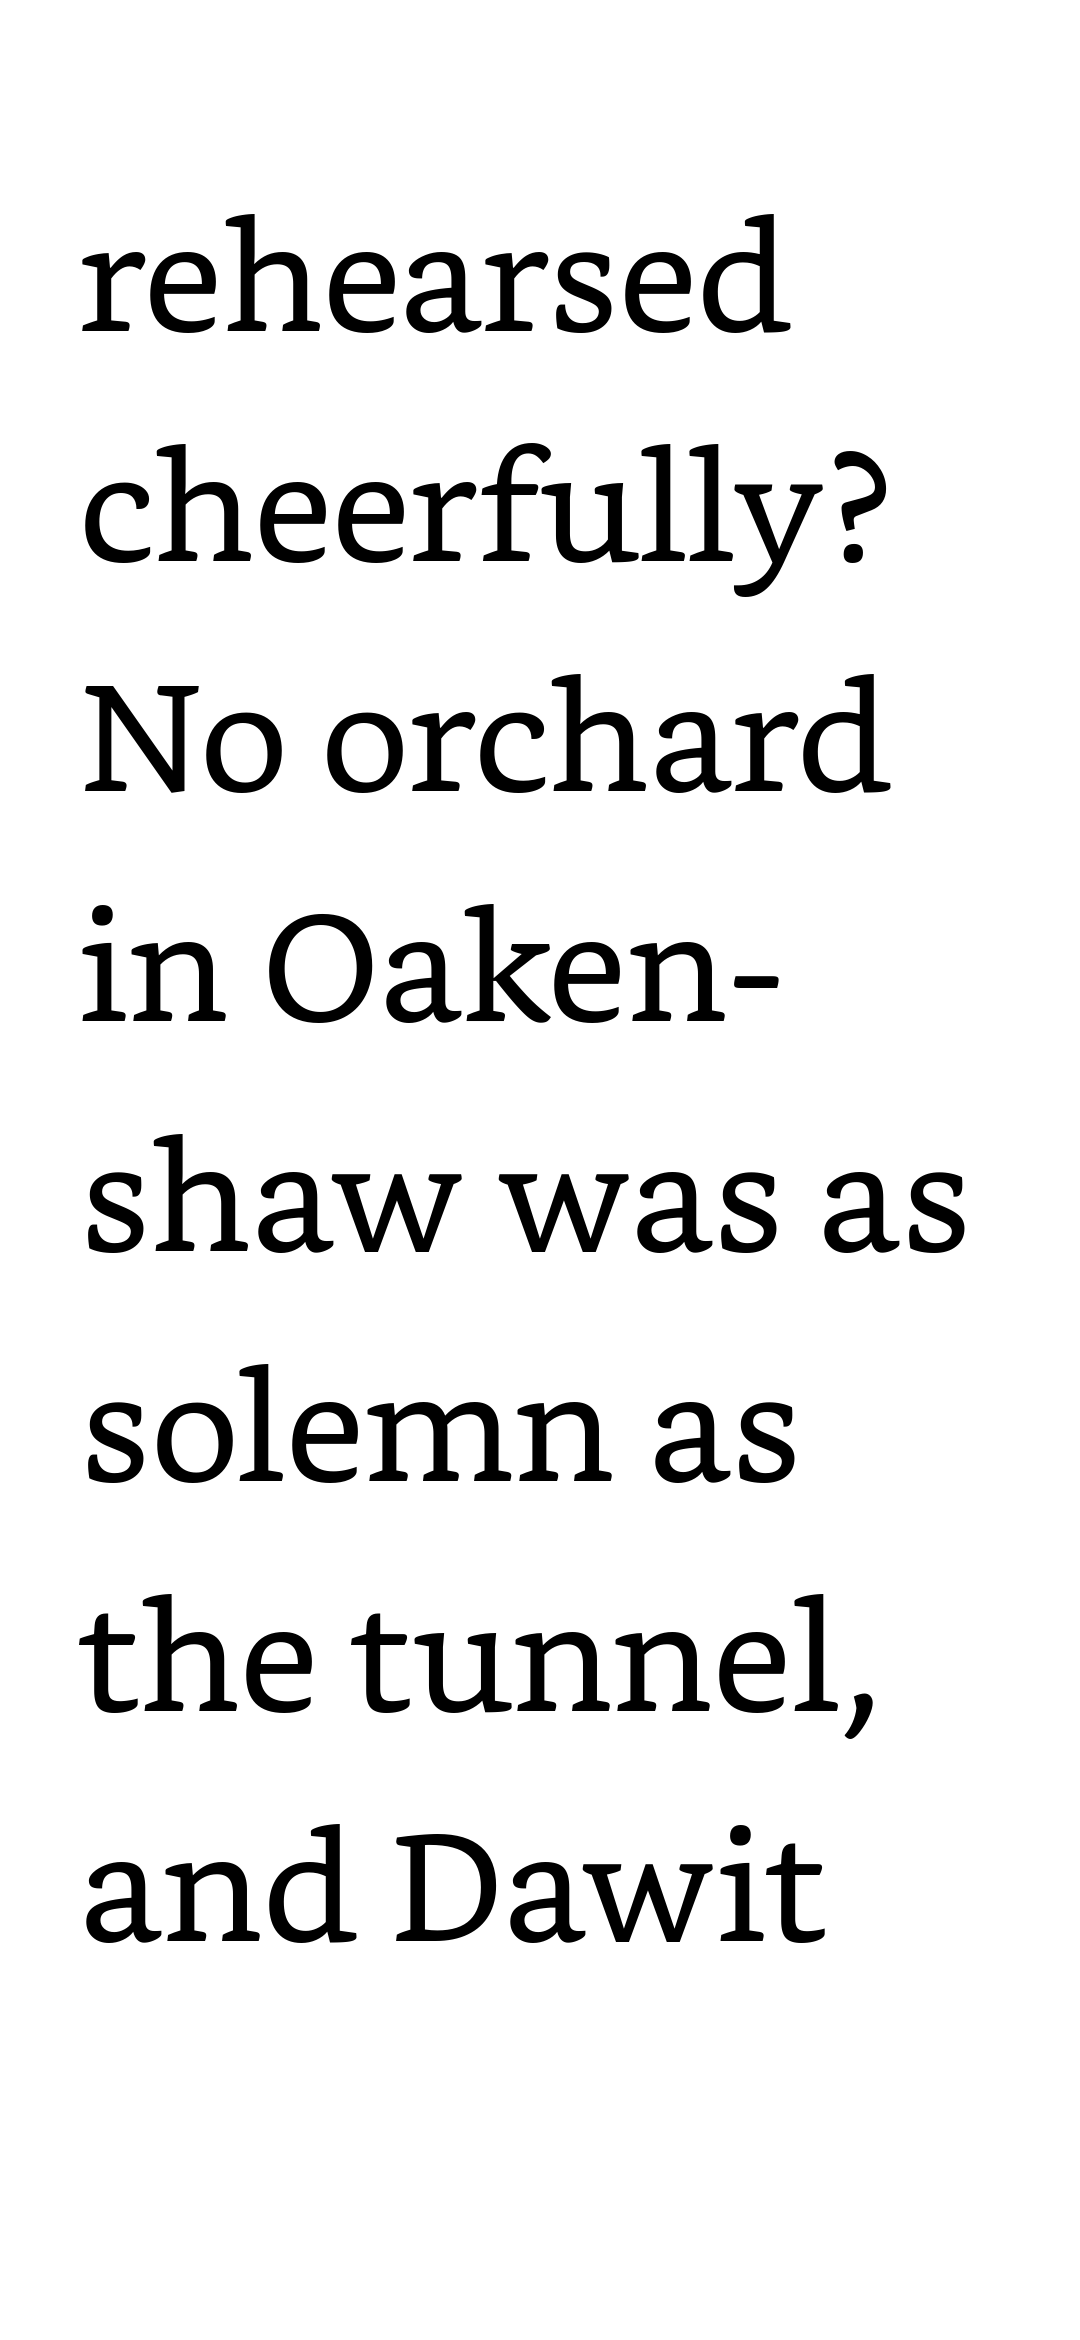 rehearsed
cheerfully?
No orchard
in Oaken-
shaw was as
solemn as
the tunnel,
and Dawit